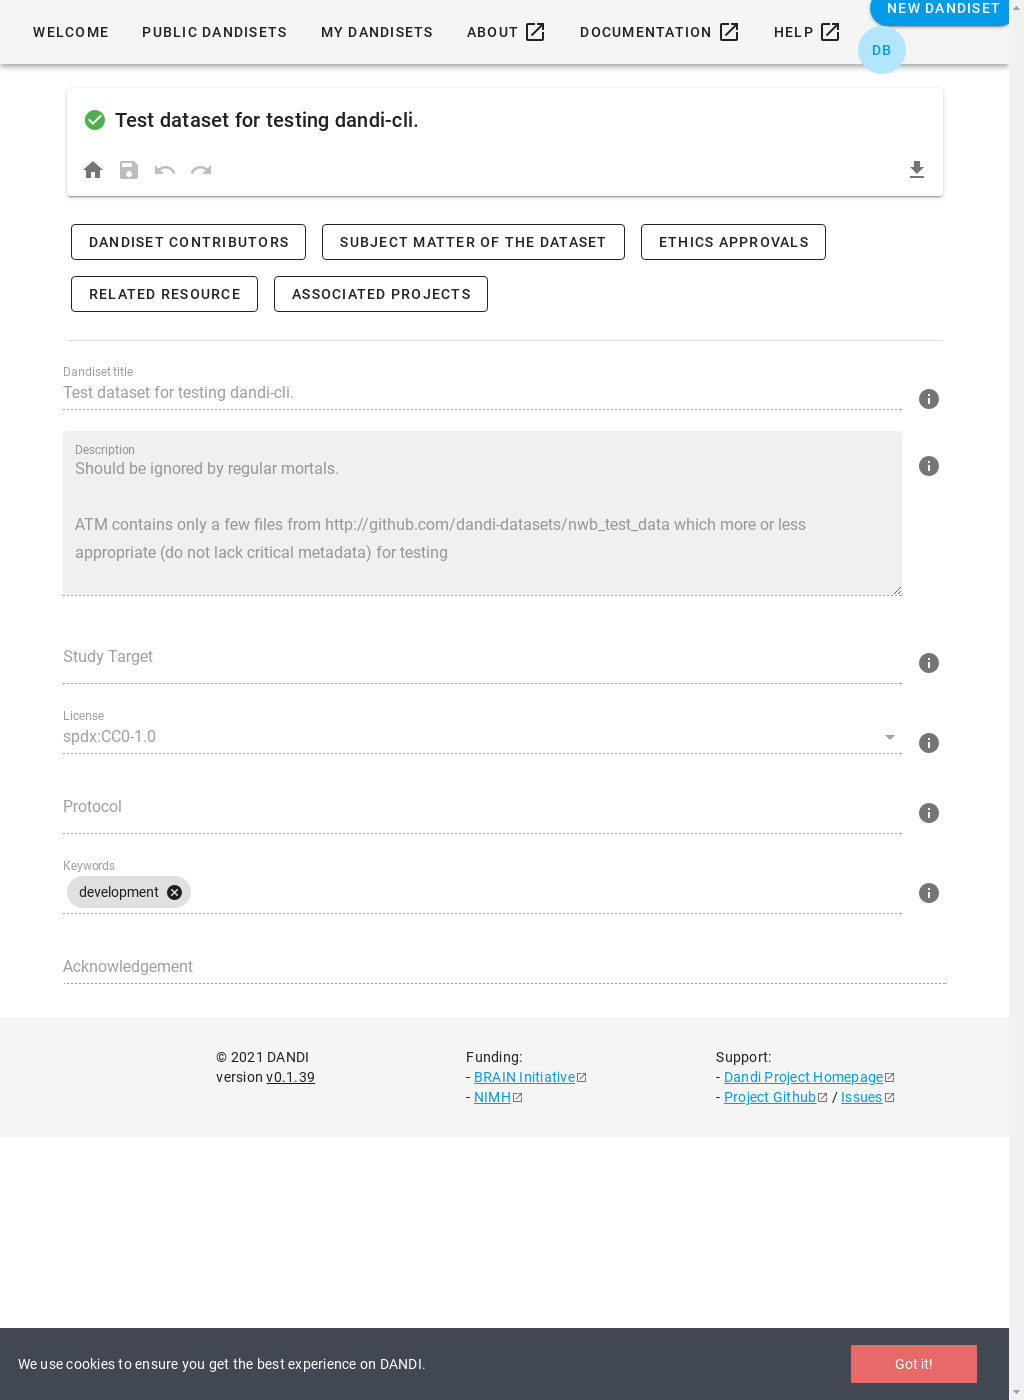 WELCOME PUBLIC DANDISETS MY DANDISETS ABOUT DOCUMENTATION HELP NEW DANDISET
DB
Test dataset for testing dandi-cli.
DANDISET CONTRIBUTORS SUBJECT MATTER OF THE DATASET ETHICS APPROVALS
RELATED RESOURCE ASSOCIATED PROJECTS
Dandiset title
Test dataset for testing dandi-cli.
Description
Should be ignored by regular mortals.
ATM contains only a few files from http://github.com/dandi-datasets/nwb_test_data which more or less
appropriate (do not lack critical metadata) for testing
Study Target
License
spdx:CC0-1.0
Protocol
Keywords
development
Acknowledgement
© 2021 DANDI Funding: Support:
version v0.1.39 - BRAIN Initiative - Dandi Project Homepage
- NIMH - Project Github / Issues
We use cookies to ensure you get the best experience on DANDI. Got it!